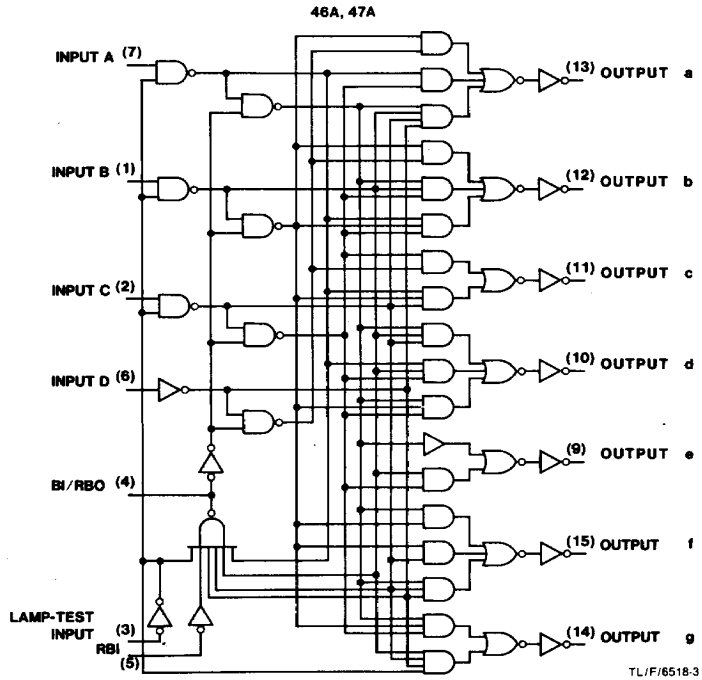 46A, 47A
INPUT A (7)
(13) OUTPUT a
INPUT B (1)
(12) OUTPUT b
(11) OUTPUT c
INPUT C (2)
(10) OUTPUT d
INPUT D (6)
(9) OUTPUT e
BI/RBO (4)
(15) OUTPUT f
LAMP-TEST
INPUT
(3)
RBI
(5)
(14) OUTPUT g
TL/F/6518-3